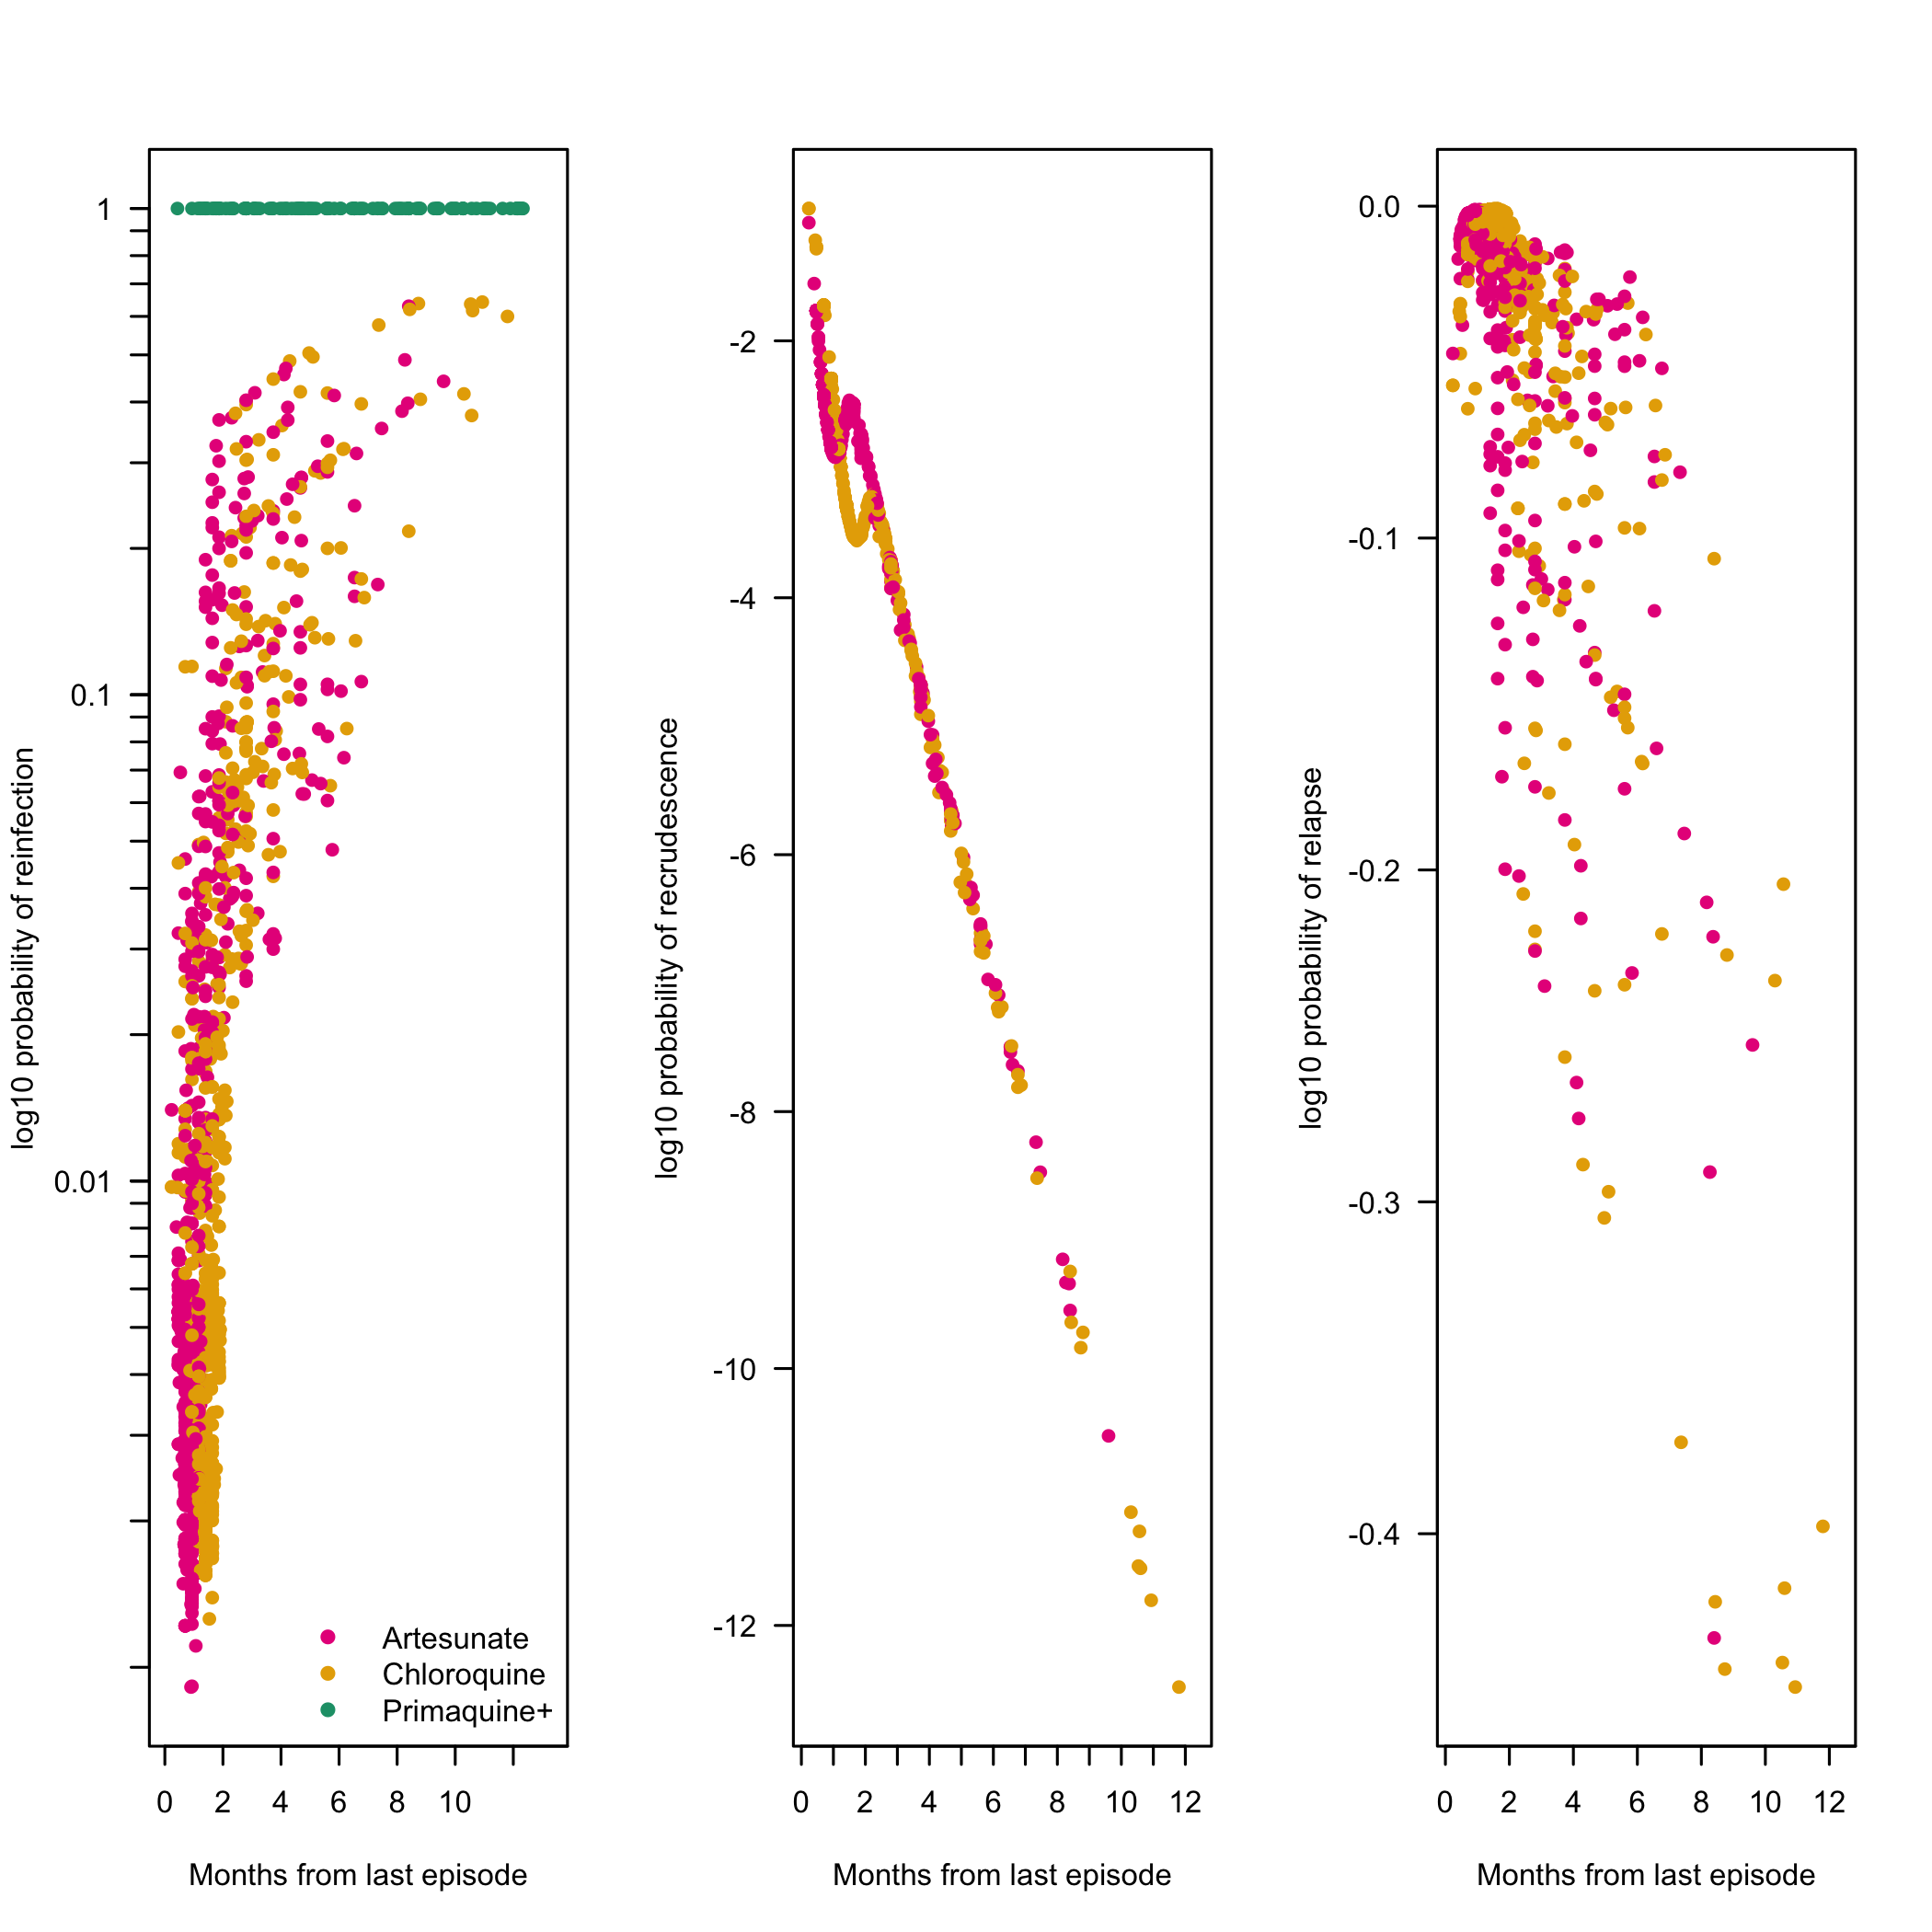 log10 probability of reinfection
1
0.1
0.01
Artesunate
Chloroquine
Primaquine+
0 2 4 6 8 10
Months from last episode
log10 probability of recrudescence
-2
-4
-6
-8
-10
-12
0 2 4 6 8 10 12
Months from last episode
log10 probability of relapse
0.0
-0.1
-0.2
-0.3
-0.4
0 2 4 6 8 10 12
Months from last episode